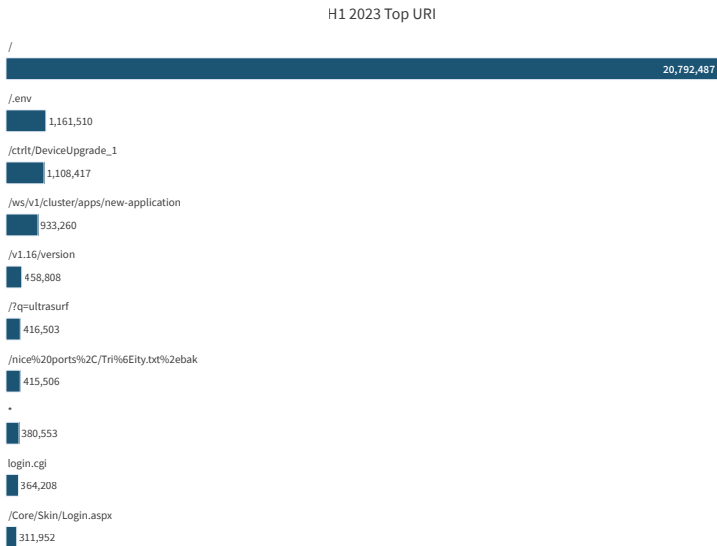 H1 2023 Top URI
/
20,792,487
/.env
1,161,510
/ctrlt/DeviceUpgrade_1
1,108,417
/ws/v1/cluster/apps/new-application
933,260
/v1.16/version
458,808
/?q=ultrasurf
416,503
/nice%20ports%2C/Tri%6Eity.txt%2ebak
415,506
*
380,553
login.cgi
364,208
/Core/Skin/Login.aspx
311,952